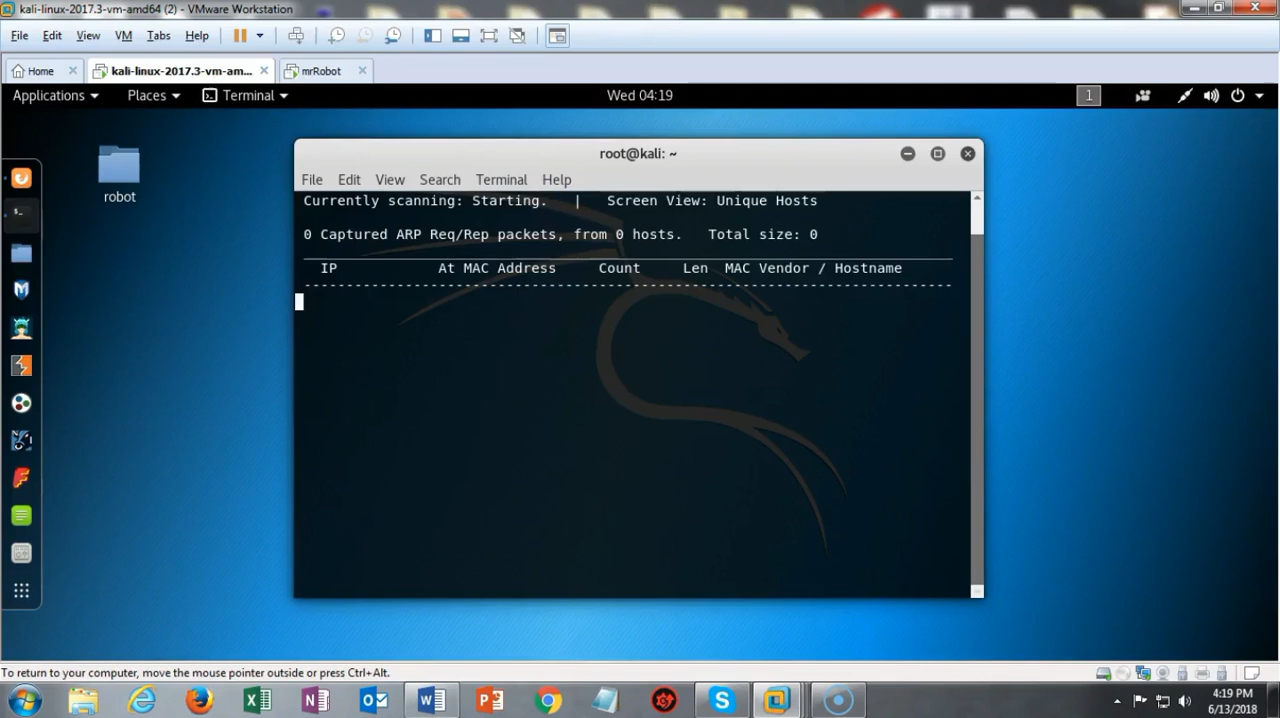 kali-linux-2017.3-vm-amd64 (2) - VMware Workstation
File Edit View VM Tabs Help
Home kali-linux-2017.3-vm-am... mrRobot
Applications Places Terminal Wed 04:19 1
robot
root@kali: ~
File Edit View Search Terminal Help
Currently scanning: Starting. | Screen View: Unique Hosts
0 Captured ARP Req/Rep packets, from 0 hosts. Total size: 0
IP At MAC Address Count Len MAC Vendor / Hostname
To return to your computer, move the mouse pointer outside or press Ctrl+Alt.
4:19 PM
6/13/2018